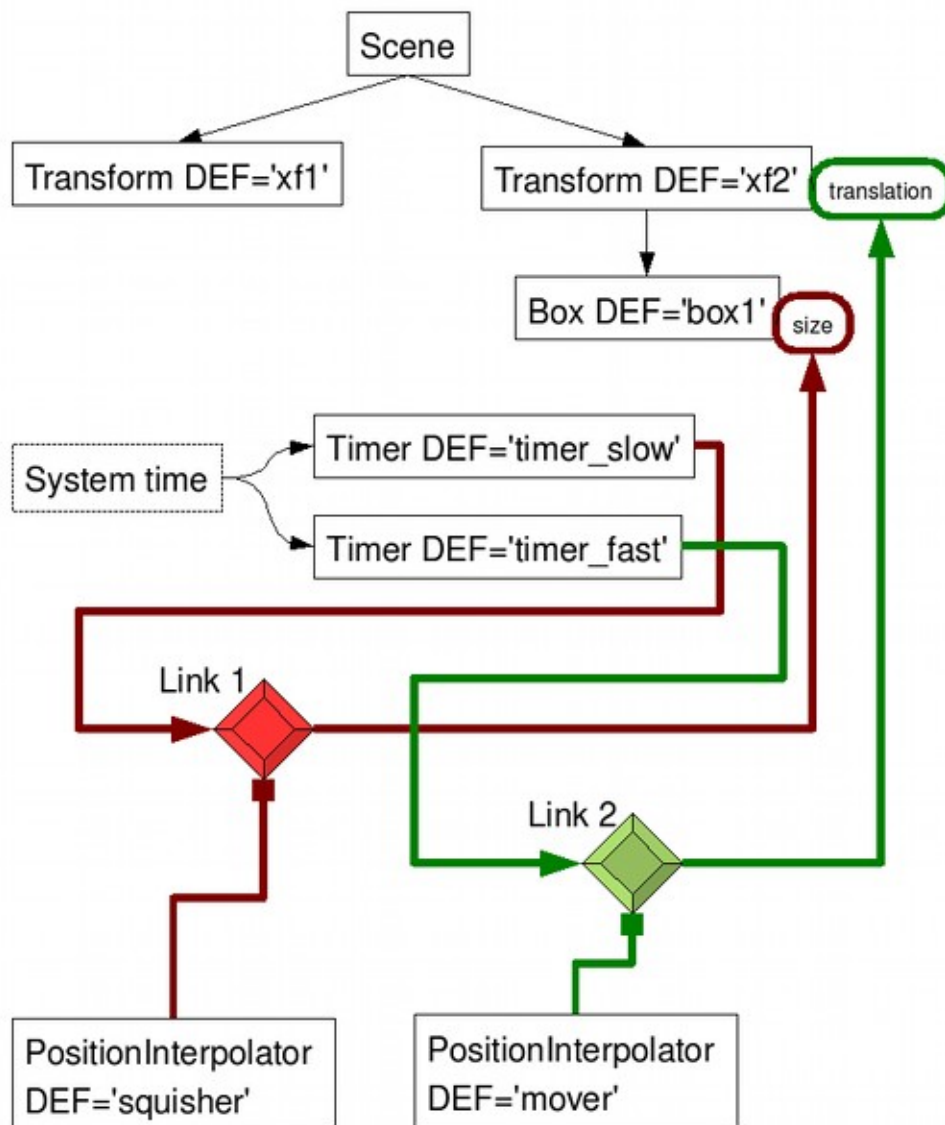 Scene
Transform DEF='xf1'
Transform DEF='xf2'
translation
Box DEF='box1'
size
System time
Timer DEF='timer_slow'
Timer DEF='timer_fast'
Link 1
Link 2
PositionInterpolator
DEF='squisher'
PositionInterpolator
DEF='mover'